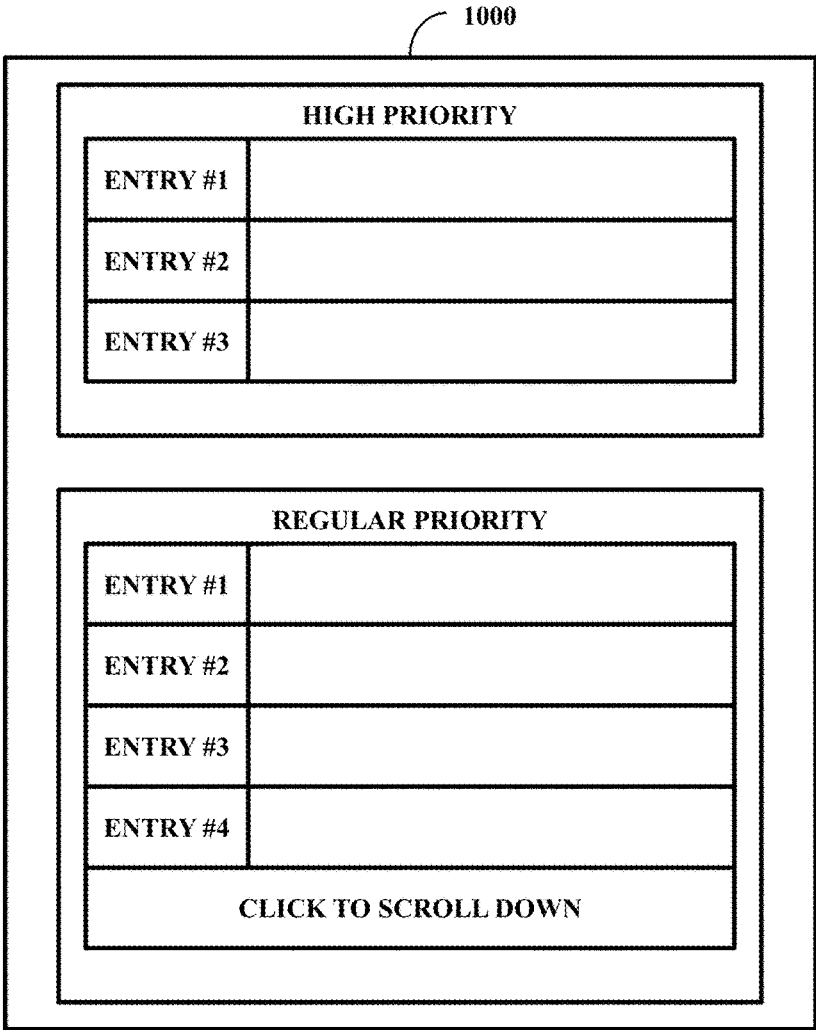 1000
HIGH PRIORITY
ENTRY #1
ENTRY #2
ENTRY #3
REGULAR PRIORITY
ENTRY #1
ENTRY #2
ENTRY #3
ENTRY #4
CLICK TO SCROLL DOWN